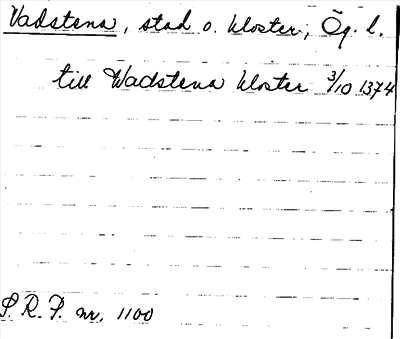 Vadstena, stad o. kloster, Ög. l.
till Wadstena kloster 3/10 1374
S. R. P. nr. 1100